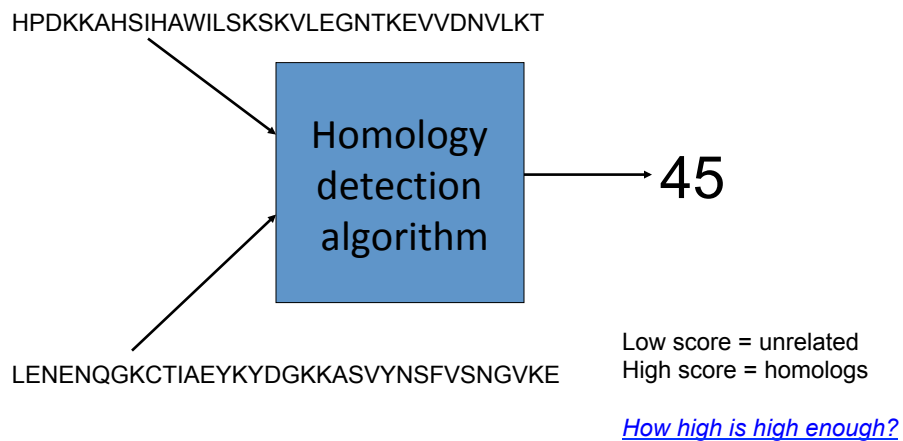 HPDKKAHSIHAWILSKSKVLEGNTKEVVDNVLKT
Homology
detection
algorithm
45
LENENQGKCTIAEYKYDGKKASVYNSFVSNGVKE
Low score = unrelated
High score = homologs
How high is high enough?